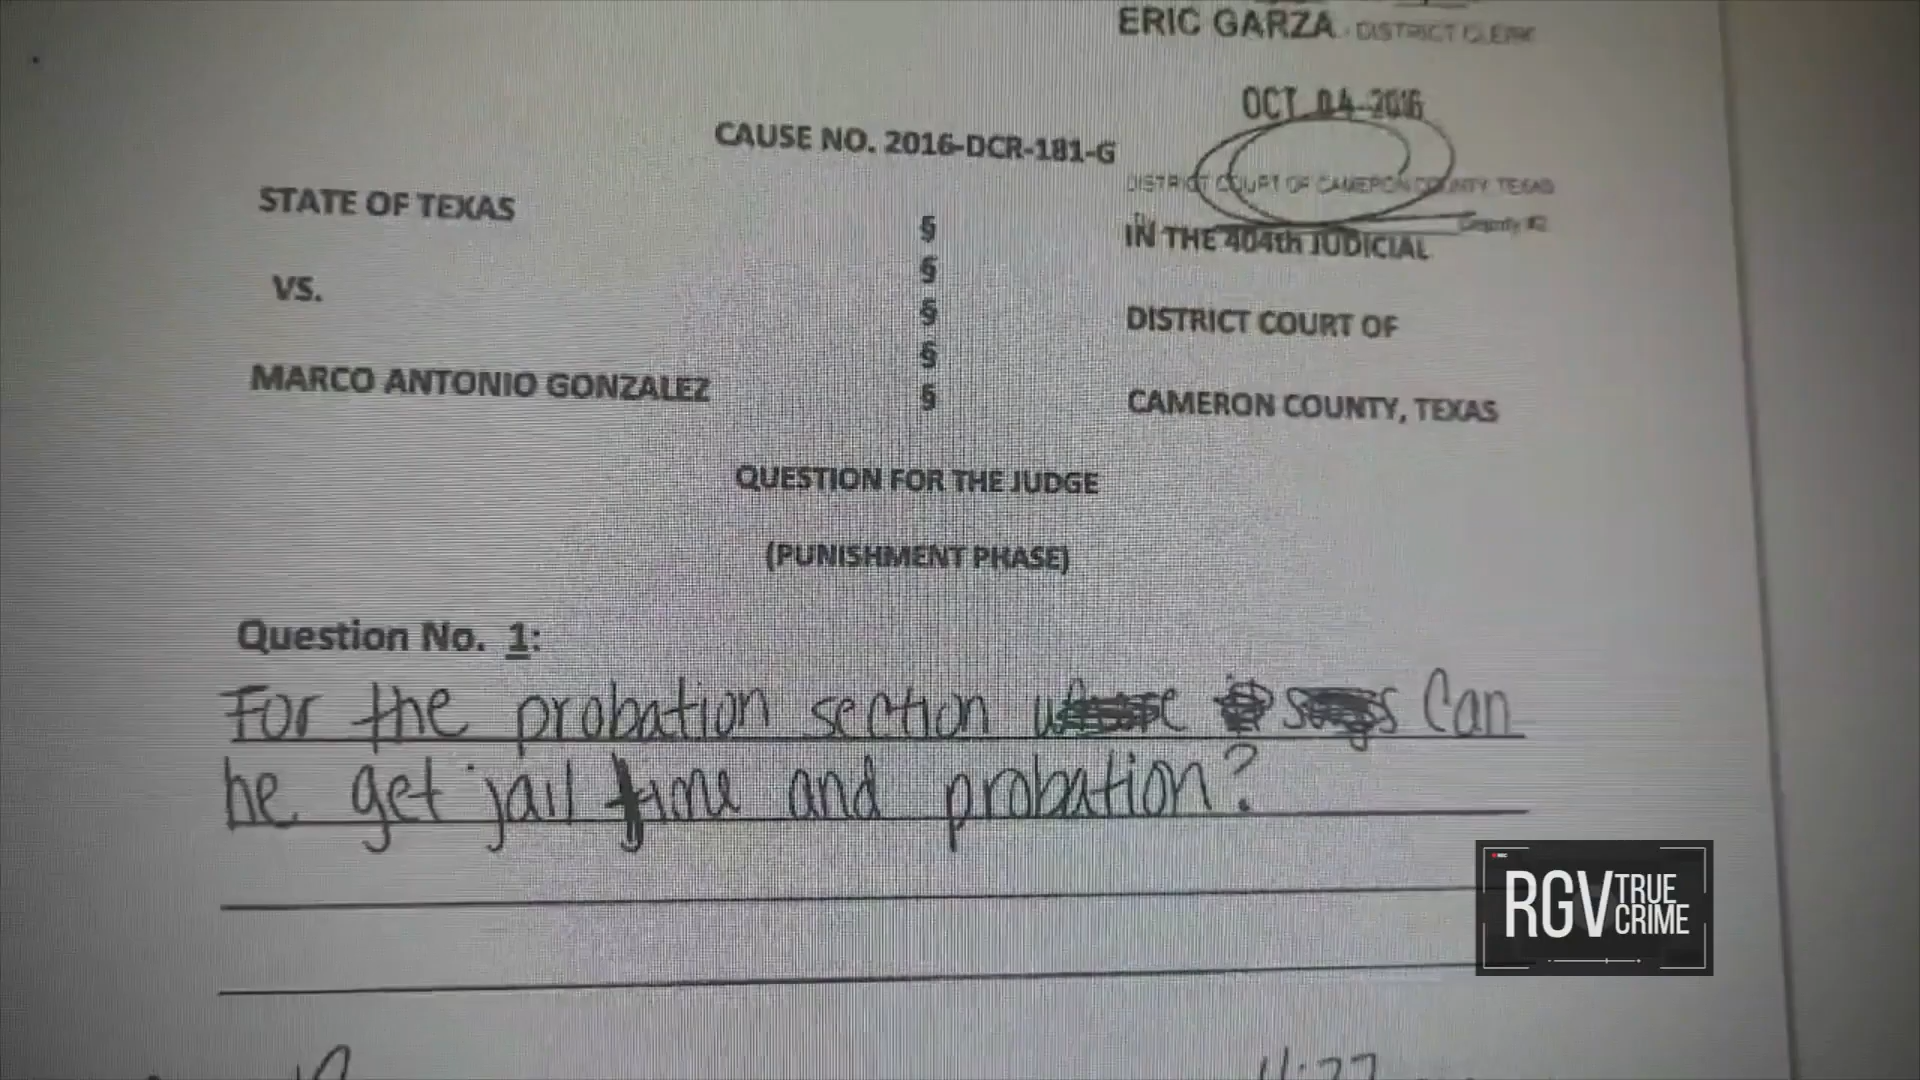 ERIC GARZA - DISTRICT CLERK
OCT 04 2016
CAUSE NO. 2016-DCR-181-G
DISTRICT COURT OF CAMERON COUNTY TEXAS
STATE OF TEXAS § IN THE 404th JUDICIAL
§
VS. § DISTRICT COURT OF
§
MARCO ANTONIO GONZALEZ § CAMERON COUNTY, TEXAS
QUESTION FOR THE JUDGE
(PUNISHMENT PHASE)
Question No. 1:
For the probation section Can
he get jail time and probation?
RGV TRUE CRIME